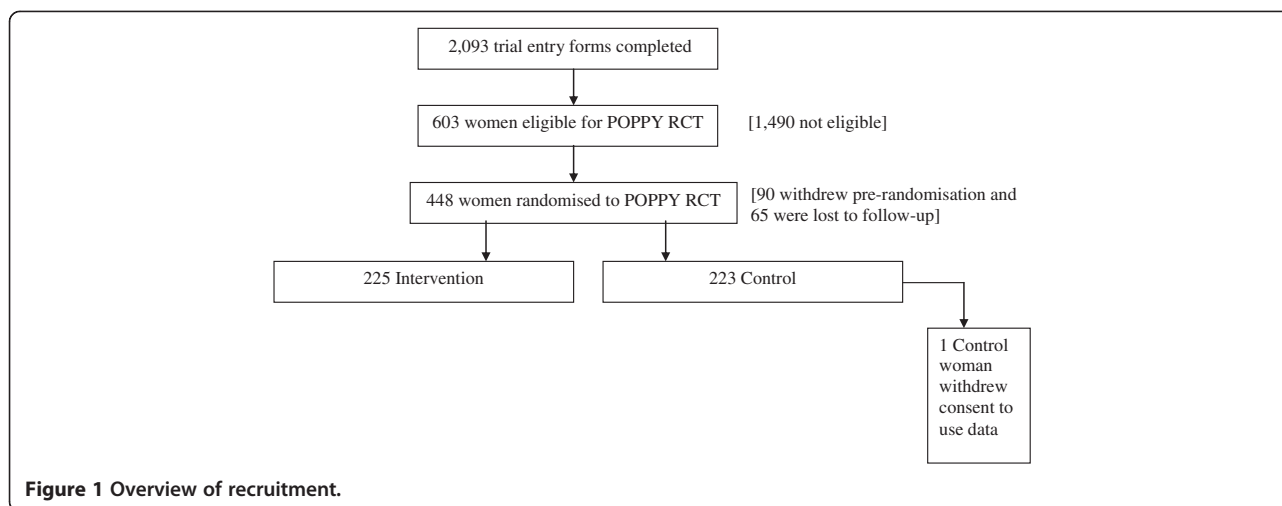 2,093 trial entry forms completed
603 women eligible for POPPY RCT
[1,490 not eligible]
448 women randomised to POPPY RCT
[90 withdrew pre-randomisation and
65 were lost to follow-up]
225 Intervention
223 Control
1 Control
woman
withdrew
consent to
use data
Figure 1 Overview of recruitment.